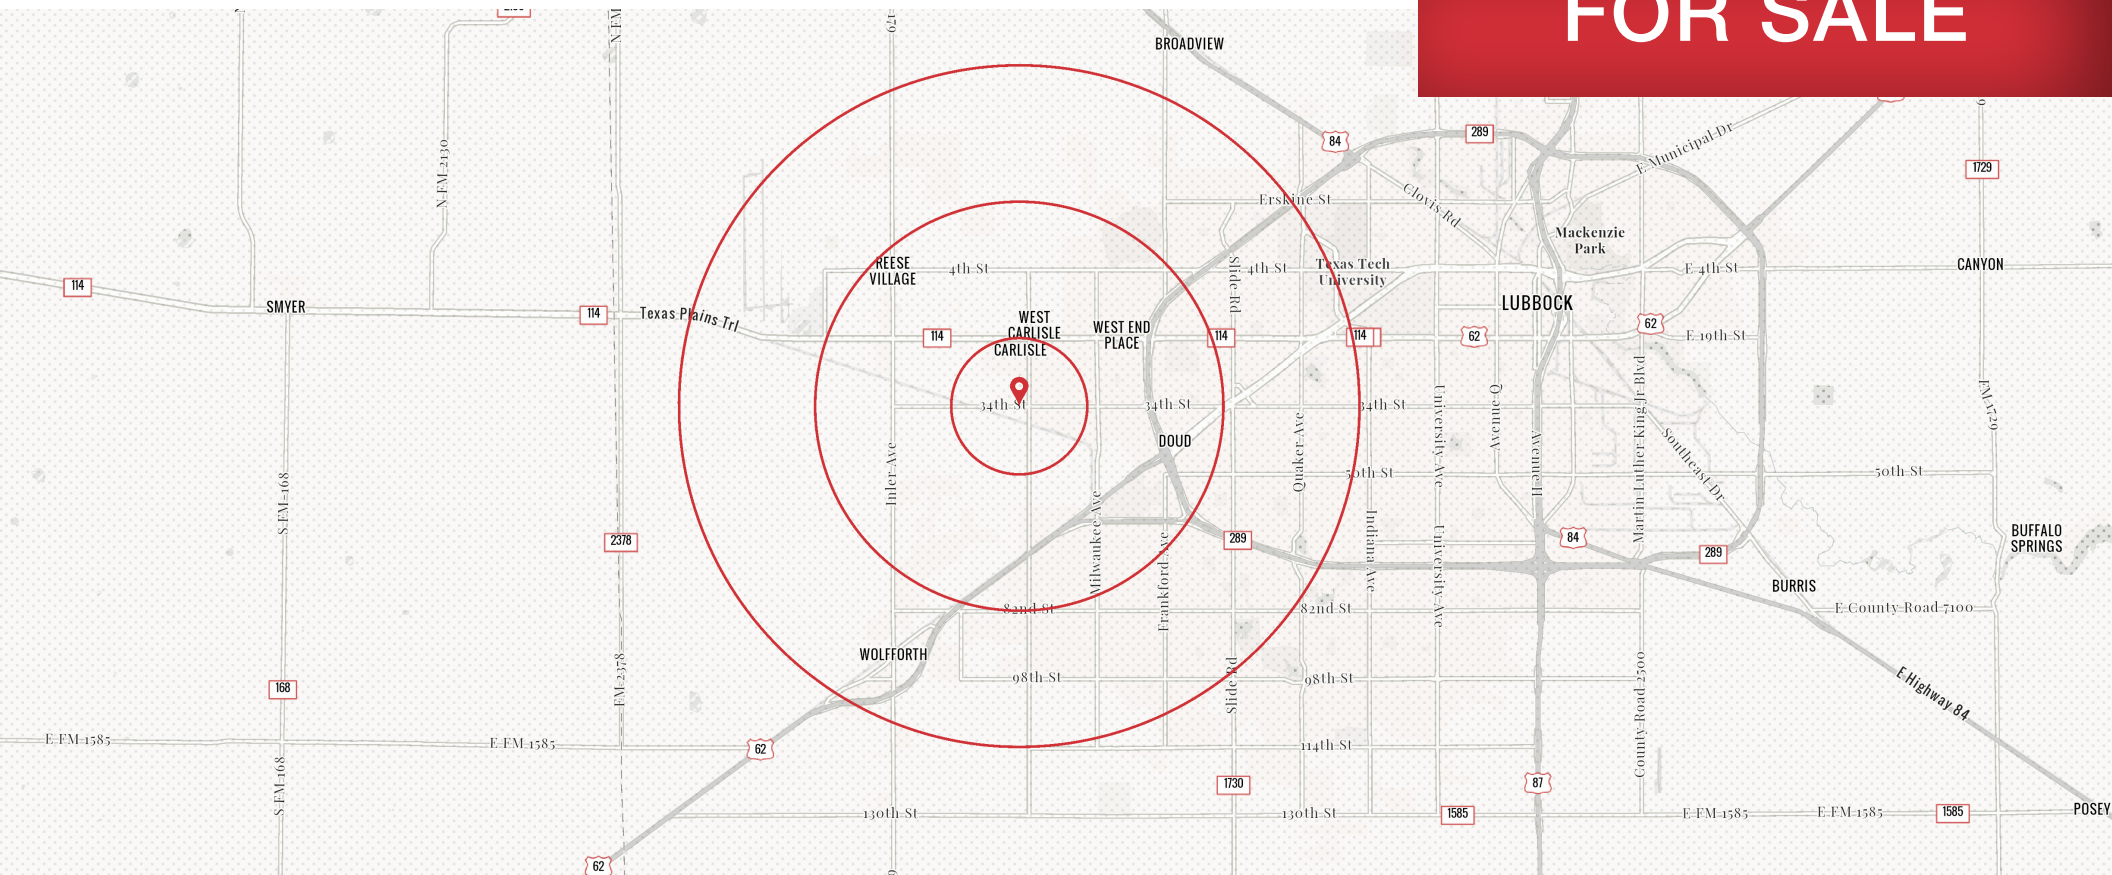 FOR SALE
BROADVIEW
84
289
N FM 2130
E Municipal Dr
1729
Erskine St
Clovis Rd
Mackenzie
Park
REESE
VILLAGE
4th St
Slide Rd
4th St
Texas Tech
University
E 4th St
CANYON
114
SMYER
114
Texas Plains Trl
LUBBOCK
WEST
CARLISLE
WEST END
PLACE
114
114
114
62
62
E 19th St
CARLISLE
34th St
34th St
34th St
FM 1729
University Ave
Avenue Q
Martin Luther King Jr Blvd
DOUD
Quaker Ave
Avenue H
Southeast Dr
Inler Ave
50th St
50th St
S FM 168
Milwaukee Ave
Frankford Ave
Indiana Ave
University Ave
2378
289
84
289
BUFFALO
SPRINGS
BURRIS
82nd St
82nd St
E County Road 7100
WOLFFORTH
FM 2378
98th St
Slide Rd
98th St
County Road 2500
168
E Highway 84
E FM 1585
E FM 1585
62
114th St
S FM 168
1730
87
130th St
130th St
1585
E FM 1585
E FM 1585
1585
POSEY
62